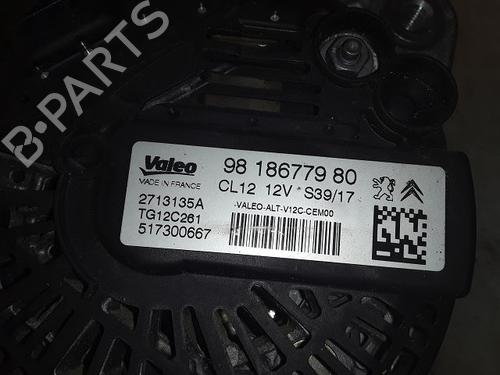 B-PARTS
Valeo
MADE IN FRANCE
98 186779 80
CL12 12V * S39/17
2713135A
TG12C261
517300667
-VALEO-ALT-V12C-CEM00